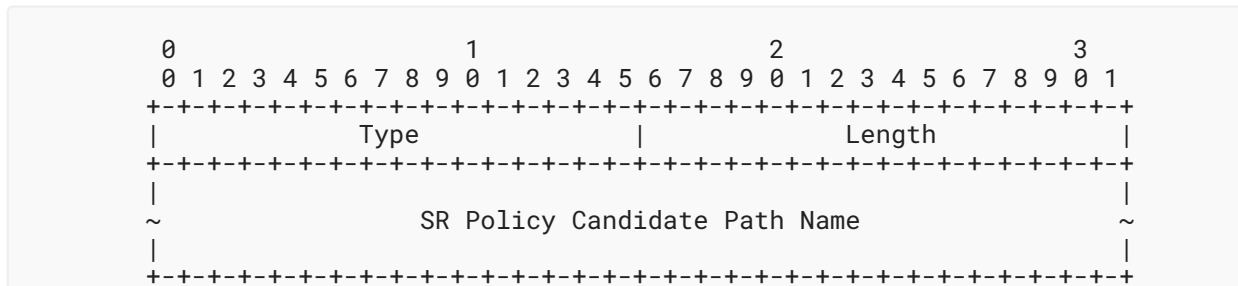 0                   1                   2                   3
0 1 2 3 4 5 6 7 8 9 0 1 2 3 4 5 6 7 8 9 0 1 2 3 4 5 6 7 8 9 0 1
+-+-+-+-+-+-+-+-+-+-+-+-+-+-+-+-+-+-+-+-+-+-+-+-+-+-+-+-+-+-+-+-+
|             Type              |             Length            |
+-+-+-+-+-+-+-+-+-+-+-+-+-+-+-+-+-+-+-+-+-+-+-+-+-+-+-+-+-+-+-+-+
|                                                               |
~                 SR Policy Candidate Path Name                 ~
|                                                               |
+-+-+-+-+-+-+-+-+-+-+-+-+-+-+-+-+-+-+-+-+-+-+-+-+-+-+-+-+-+-+-+-+